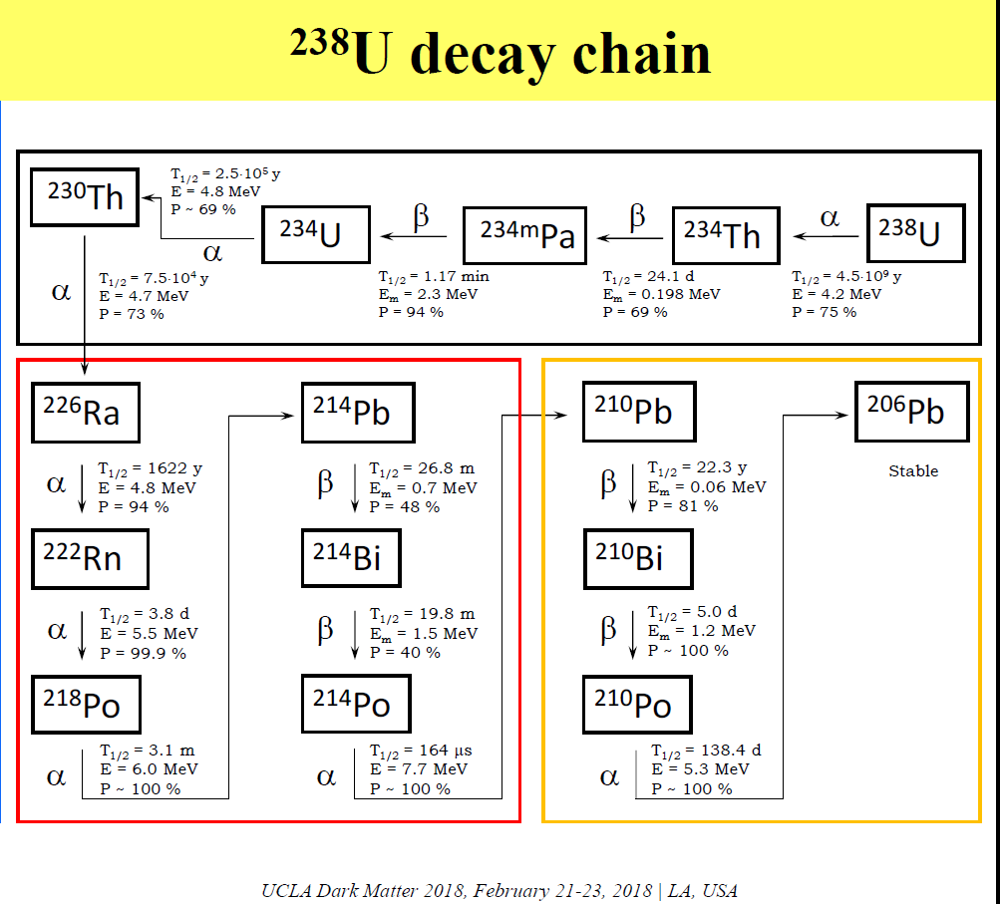 ²³⁸U decay chain
²³⁰Th
T₁/₂ = 2.5·10⁵ y
E = 4.8 MeV
P ~ 69 %
α
²³⁴U
β
²³⁴ᵐPa
β
²³⁴Th
α
²³⁸U
α
T₁/₂ = 7.5·10⁴ y
E = 4.7 MeV
P = 73 %
T₁/₂ = 1.17 min
Eₘ = 2.3 MeV
P = 94 %
T₁/₂ = 24.1 d
Eₘ = 0.198 MeV
P = 69 %
T₁/₂ = 4.5·10⁹ y
E = 4.2 MeV
P = 75 %
²²⁶Ra
α
T₁/₂ = 1622 y
E = 4.8 MeV
P = 94 %
²²²Rn
α
T₁/₂ = 3.8 d
E = 5.5 MeV
P = 99.9 %
²¹⁸Po
α
T₁/₂ = 3.1 m
E = 6.0 MeV
P ~ 100 %
²¹⁴Pb
β
T₁/₂ = 26.8 m
Eₘ = 0.7 MeV
P = 48 %
²¹⁴Bi
β
T₁/₂ = 19.8 m
Eₘ = 1.5 MeV
P = 40 %
²¹⁴Po
α
T₁/₂ = 164 μs
E = 7.7 MeV
P ~ 100 %
²¹⁰Pb
β
T₁/₂ = 22.3 y
Eₘ = 0.06 MeV
P = 81 %
²¹⁰Bi
β
T₁/₂ = 5.0 d
Eₘ = 1.2 MeV
P ~ 100 %
²¹⁰Po
α
T₁/₂ = 138.4 d
E = 5.3 MeV
P ~ 100 %
²⁰⁶Pb
Stable
UCLA Dark Matter 2018, February 21-23, 2018 | LA, USA